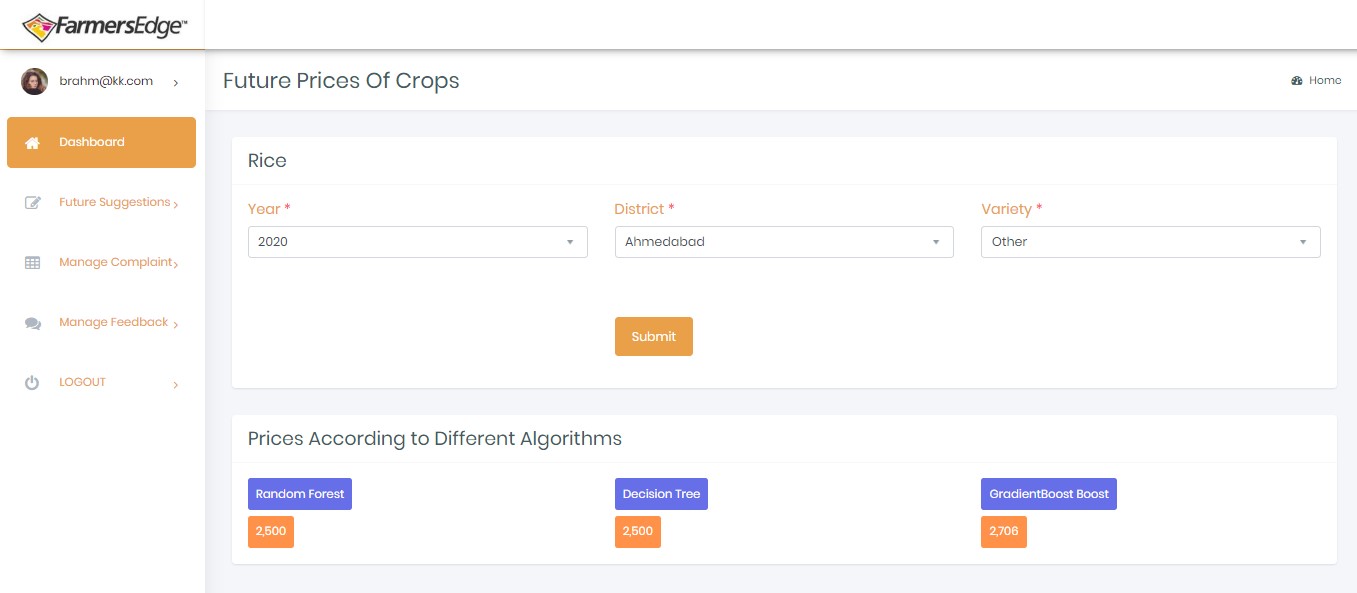 FarmersEdge™
brahm@kk.com
Future Prices Of Crops
Home
Dashboard
Future Suggestions
Manage Complaint
Manage Feedback
LOGOUT
Rice
Year *
District *
Variety *
2020
Ahmedabad
Other
Submit
Prices According to Different Algorithms
Random Forest
Decision Tree
GradientBoost Boost
2,500
2,500
2,706